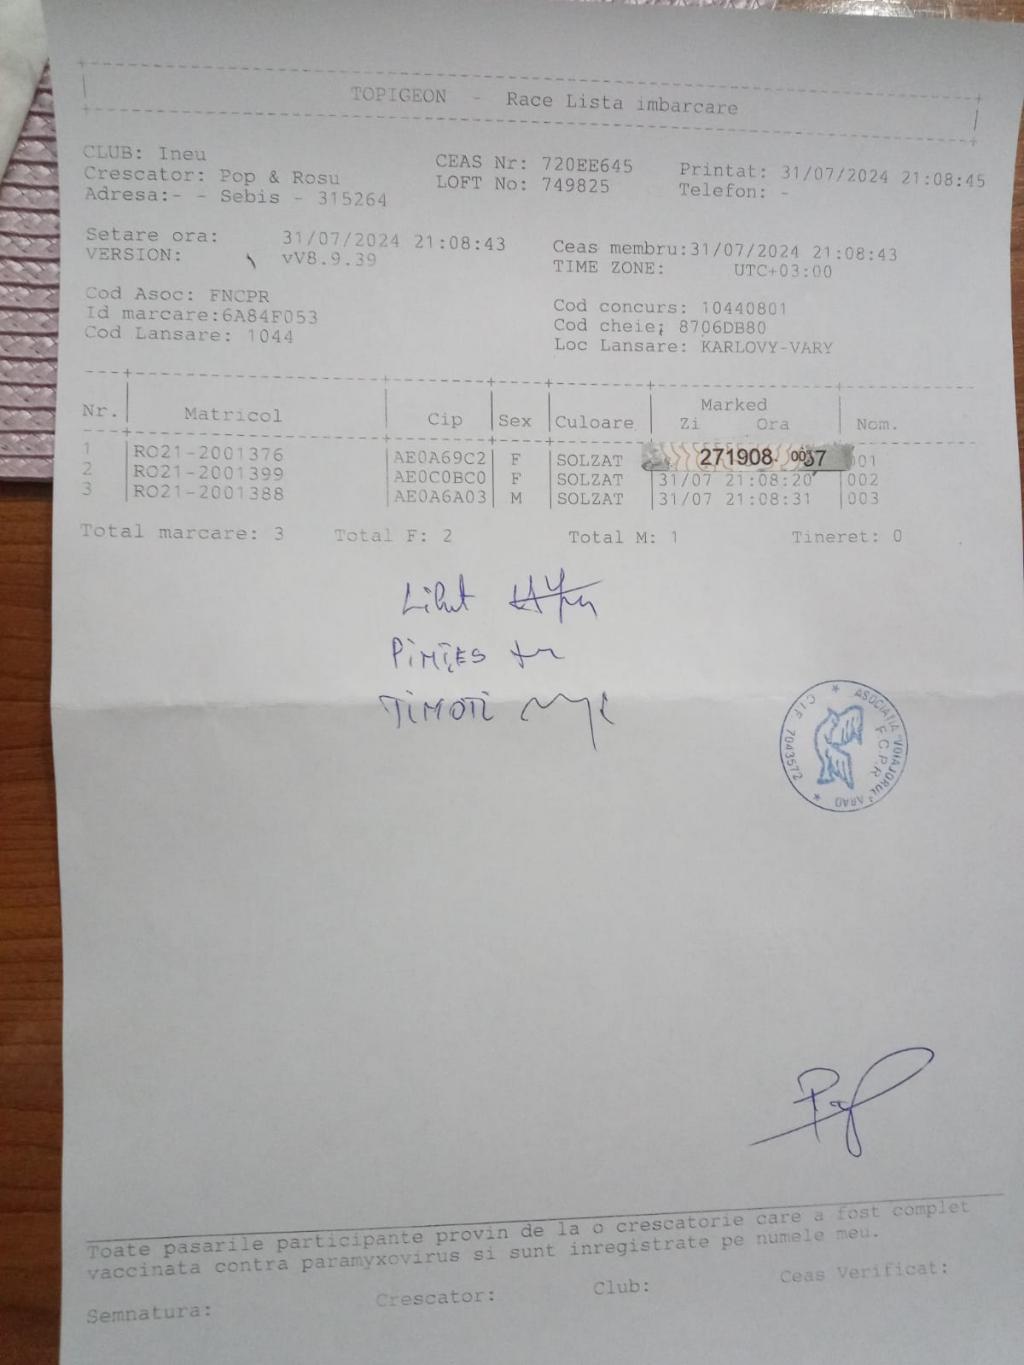 TOPIGEON - Race Lista imbarcare
CLUB: Ineu
CEAS Nr: 720EE645
Printat: 31/07/2024 21:08:45
Crescator: Pop & Rosu
LOFT No: 749825
Telefon: -
Adresa:- - Sebis - 315264
Setare ora: 31/07/2024 21:08:43
Ceas membru:31/07/2024 21:08:43
VERSION: vV8.9.39
TIME ZONE: UTC+03:00
Cod Asoc: FNCPR
Cod concurs: 10440801
Id marcare:6A84F053
Cod cheie: 8706DB80
Cod Lansare: 1044
Loc Lansare: KARLOVY-VARY
Marked
Nr. Matricol Cip Sex Culoare Zi Ora Nom.
1 RO21-2001376 AE0A69C2 F SOLZAT 271908 0037 001
2 RO21-2001399 AE0C0BC0 F SOLZAT 31/07 21:08:20 002
3 RO21-2001388 AE0A6A03 M SOLZAT 31/07 21:08:31 003
Total marcare: 3 Total F: 2 Total M: 1 Tineret: 0
TIMOTI
ASOCIAȚIA "VOIAJORUL" ARAD
F.C.P.R.
C.I.F. 7043572
Pop
Toate pasarile participante provin de la o crescatorie care a fost complet
vaccinata contra paramyxovirus si sunt inregistrate pe numele meu.
Semnatura: Crescator: Club: Ceas Verificat: